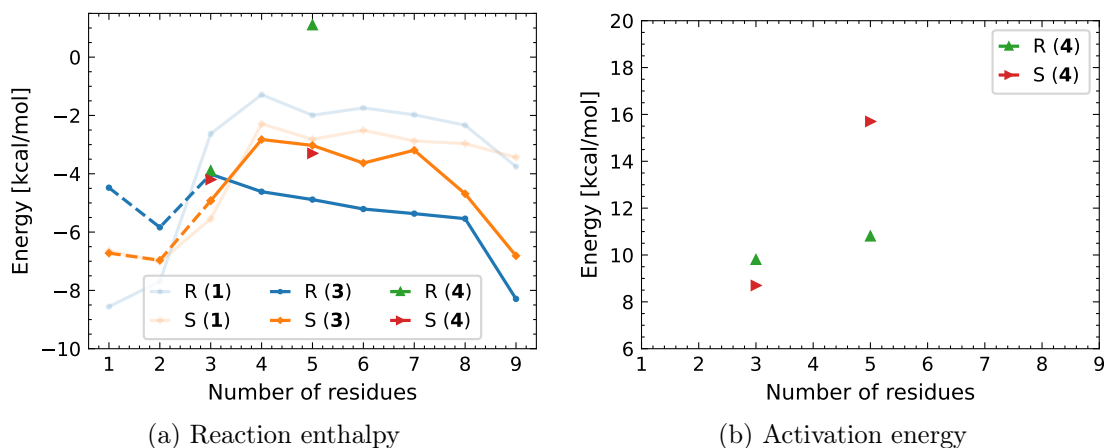 0
−2
−4
−6
−8
−10
Energy [kcal/mol]
R (1)
S (1)
R (3)
S (3)
R (4)
S (4)
1 2 3 4 5 6 7 8 9
Number of residues
(a) Reaction enthalpy
20
18
16
14
12
10
8
6
Energy [kcal/mol]
R (4)
S (4)
1 2 3 4 5 6 7 8 9
Number of residues
(b) Activation energy